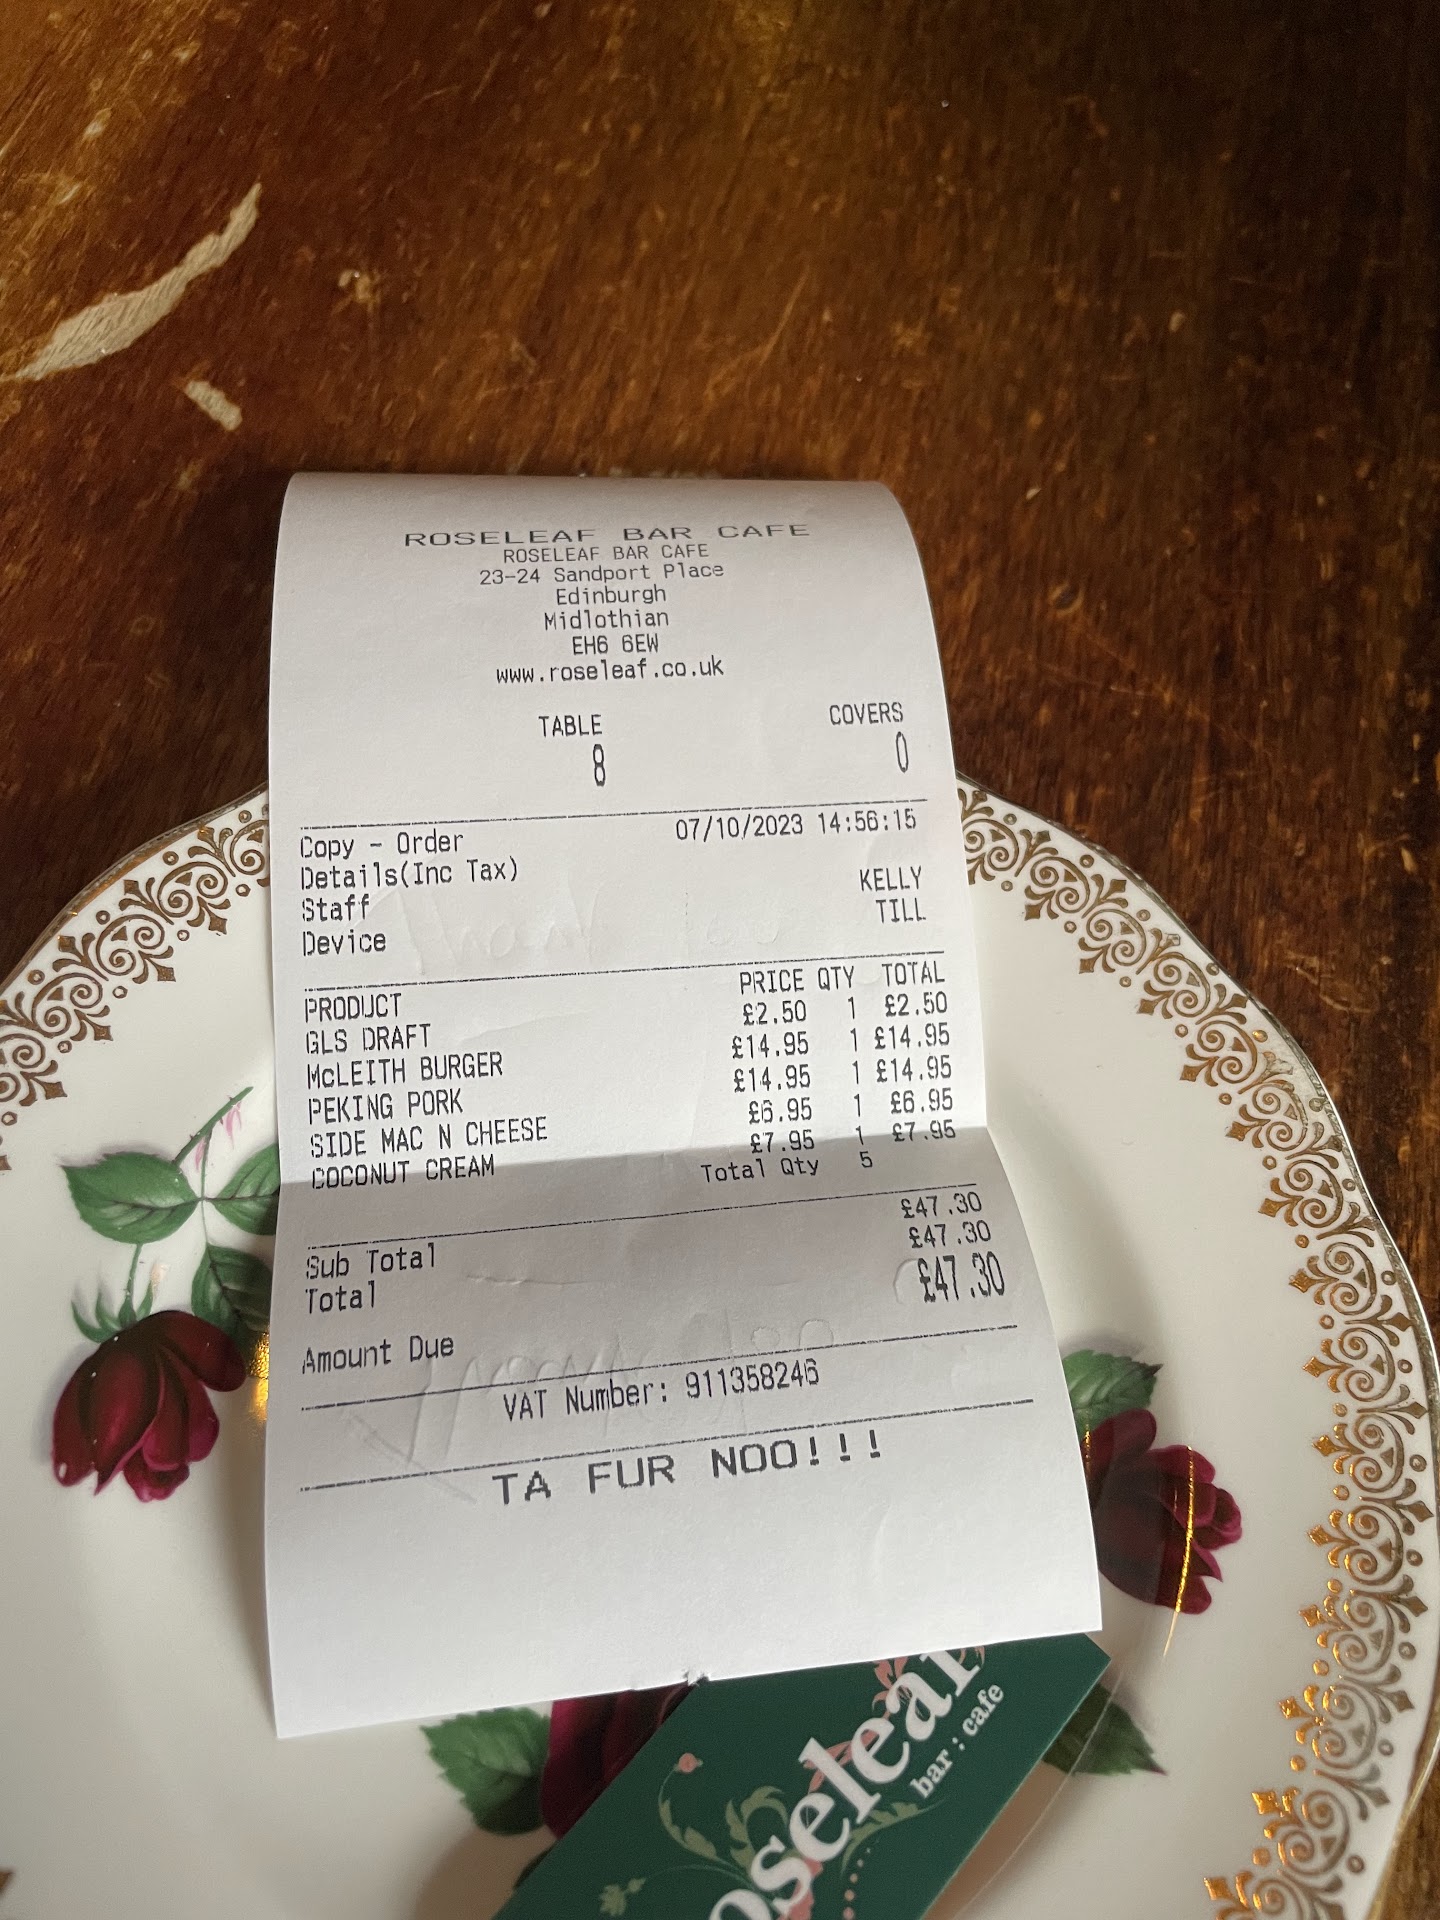 ROSELEAF BAR CAFE
ROSELEAF BAR CAFE
23-24 Sandport Place
Edinburgh
Midlothian
EH6 6EW
www.roseleaf.co.uk
TABLE COVERS
8 0
Copy - Order 07/10/2023 14:56:15
Details(Inc Tax)
Staff KELLY
Device TILL
PRODUCT PRICE QTY TOTAL
GLS DRAFT £2.50 1 £2.50
McLEITH BURGER £14.95 1 £14.95
PEKING PORK £14.95 1 £14.95
SIDE MAC N CHEESE £6.95 1 £6.95
COCONUT CREAM £7.95 1 £7.95
Total Qty 5
Sub Total £47.30
Total £47.30
Amount Due £47.30
VAT Number: 911358246
TA FUR NOO!!!
roseleaf
bar : cafe